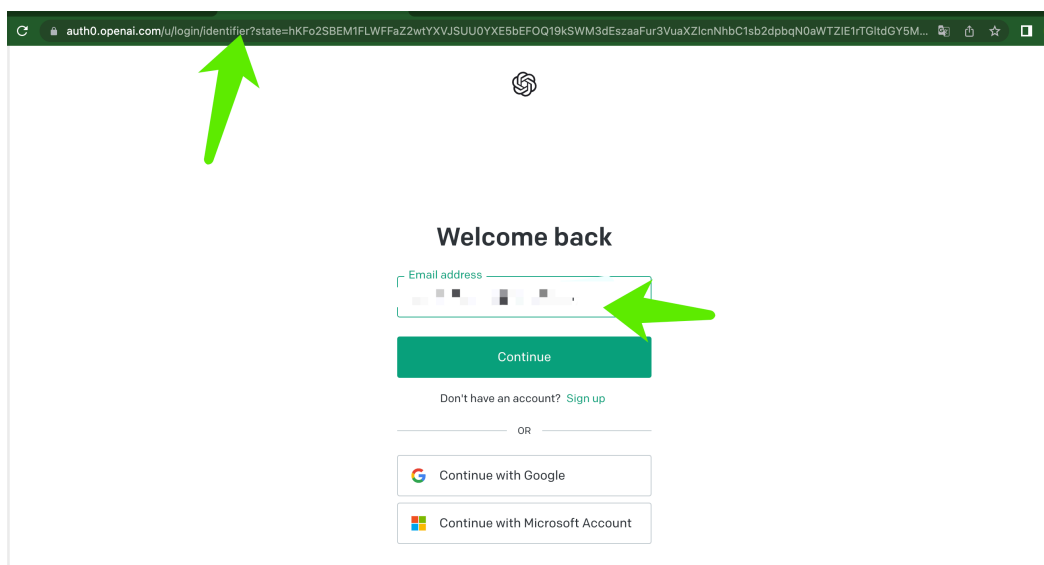 auth0.openai.com/u/login/identifier?state=hKFo2SBEM1FLWFFaZ2wtYXVJSUU0YXE5bEFOQ19kSWM3dEszaaFur3VuaXZlcnNhbC1sb2dpbqN0aWTZIE1rTGltdGY5M...
Welcome back
Email address
Continue
Don't have an account? Sign up
OR
Continue with Google
Continue with Microsoft Account